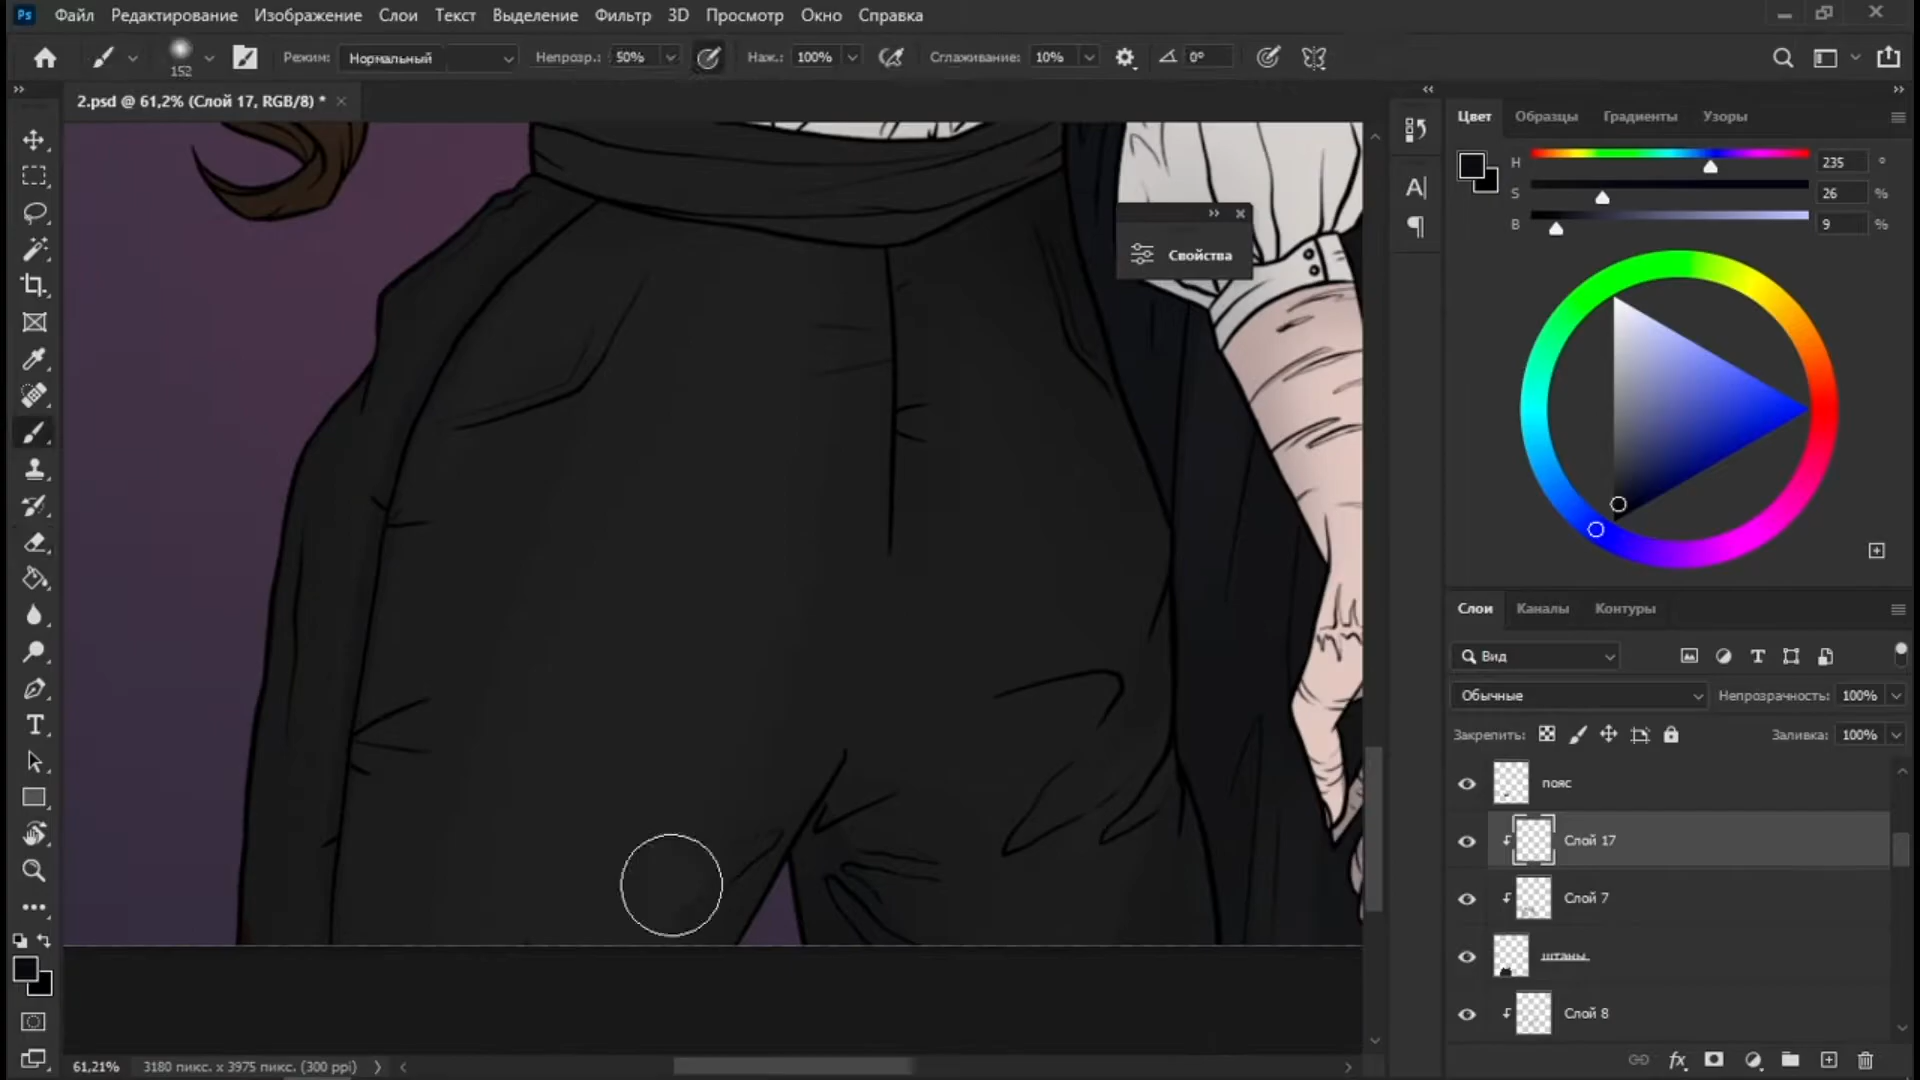 Ps Файл Редактирование Изображение Слои Текст Выделение Фильтр 3D Просмотр Окно Справка
152 Режим: Нормальный Непрозр.: 50% Наж.: 100% Сглаживание: 10% 0°
2.psd @ 61,2% (Слой 17, RGB/8) *
Цвет Образцы Градиенты Узоры
H 235 °
S 26 %
B 9 %
Свойства
Слои Каналы Контуры
Вид
Обычные Непрозрачность: 100%
Закрепить: Заливка: 100%
пояс
Слой 17
Слой 7
штаны
Слой 8
61,21% 3180 пикс. x 3975 пикс. (300 ppi)